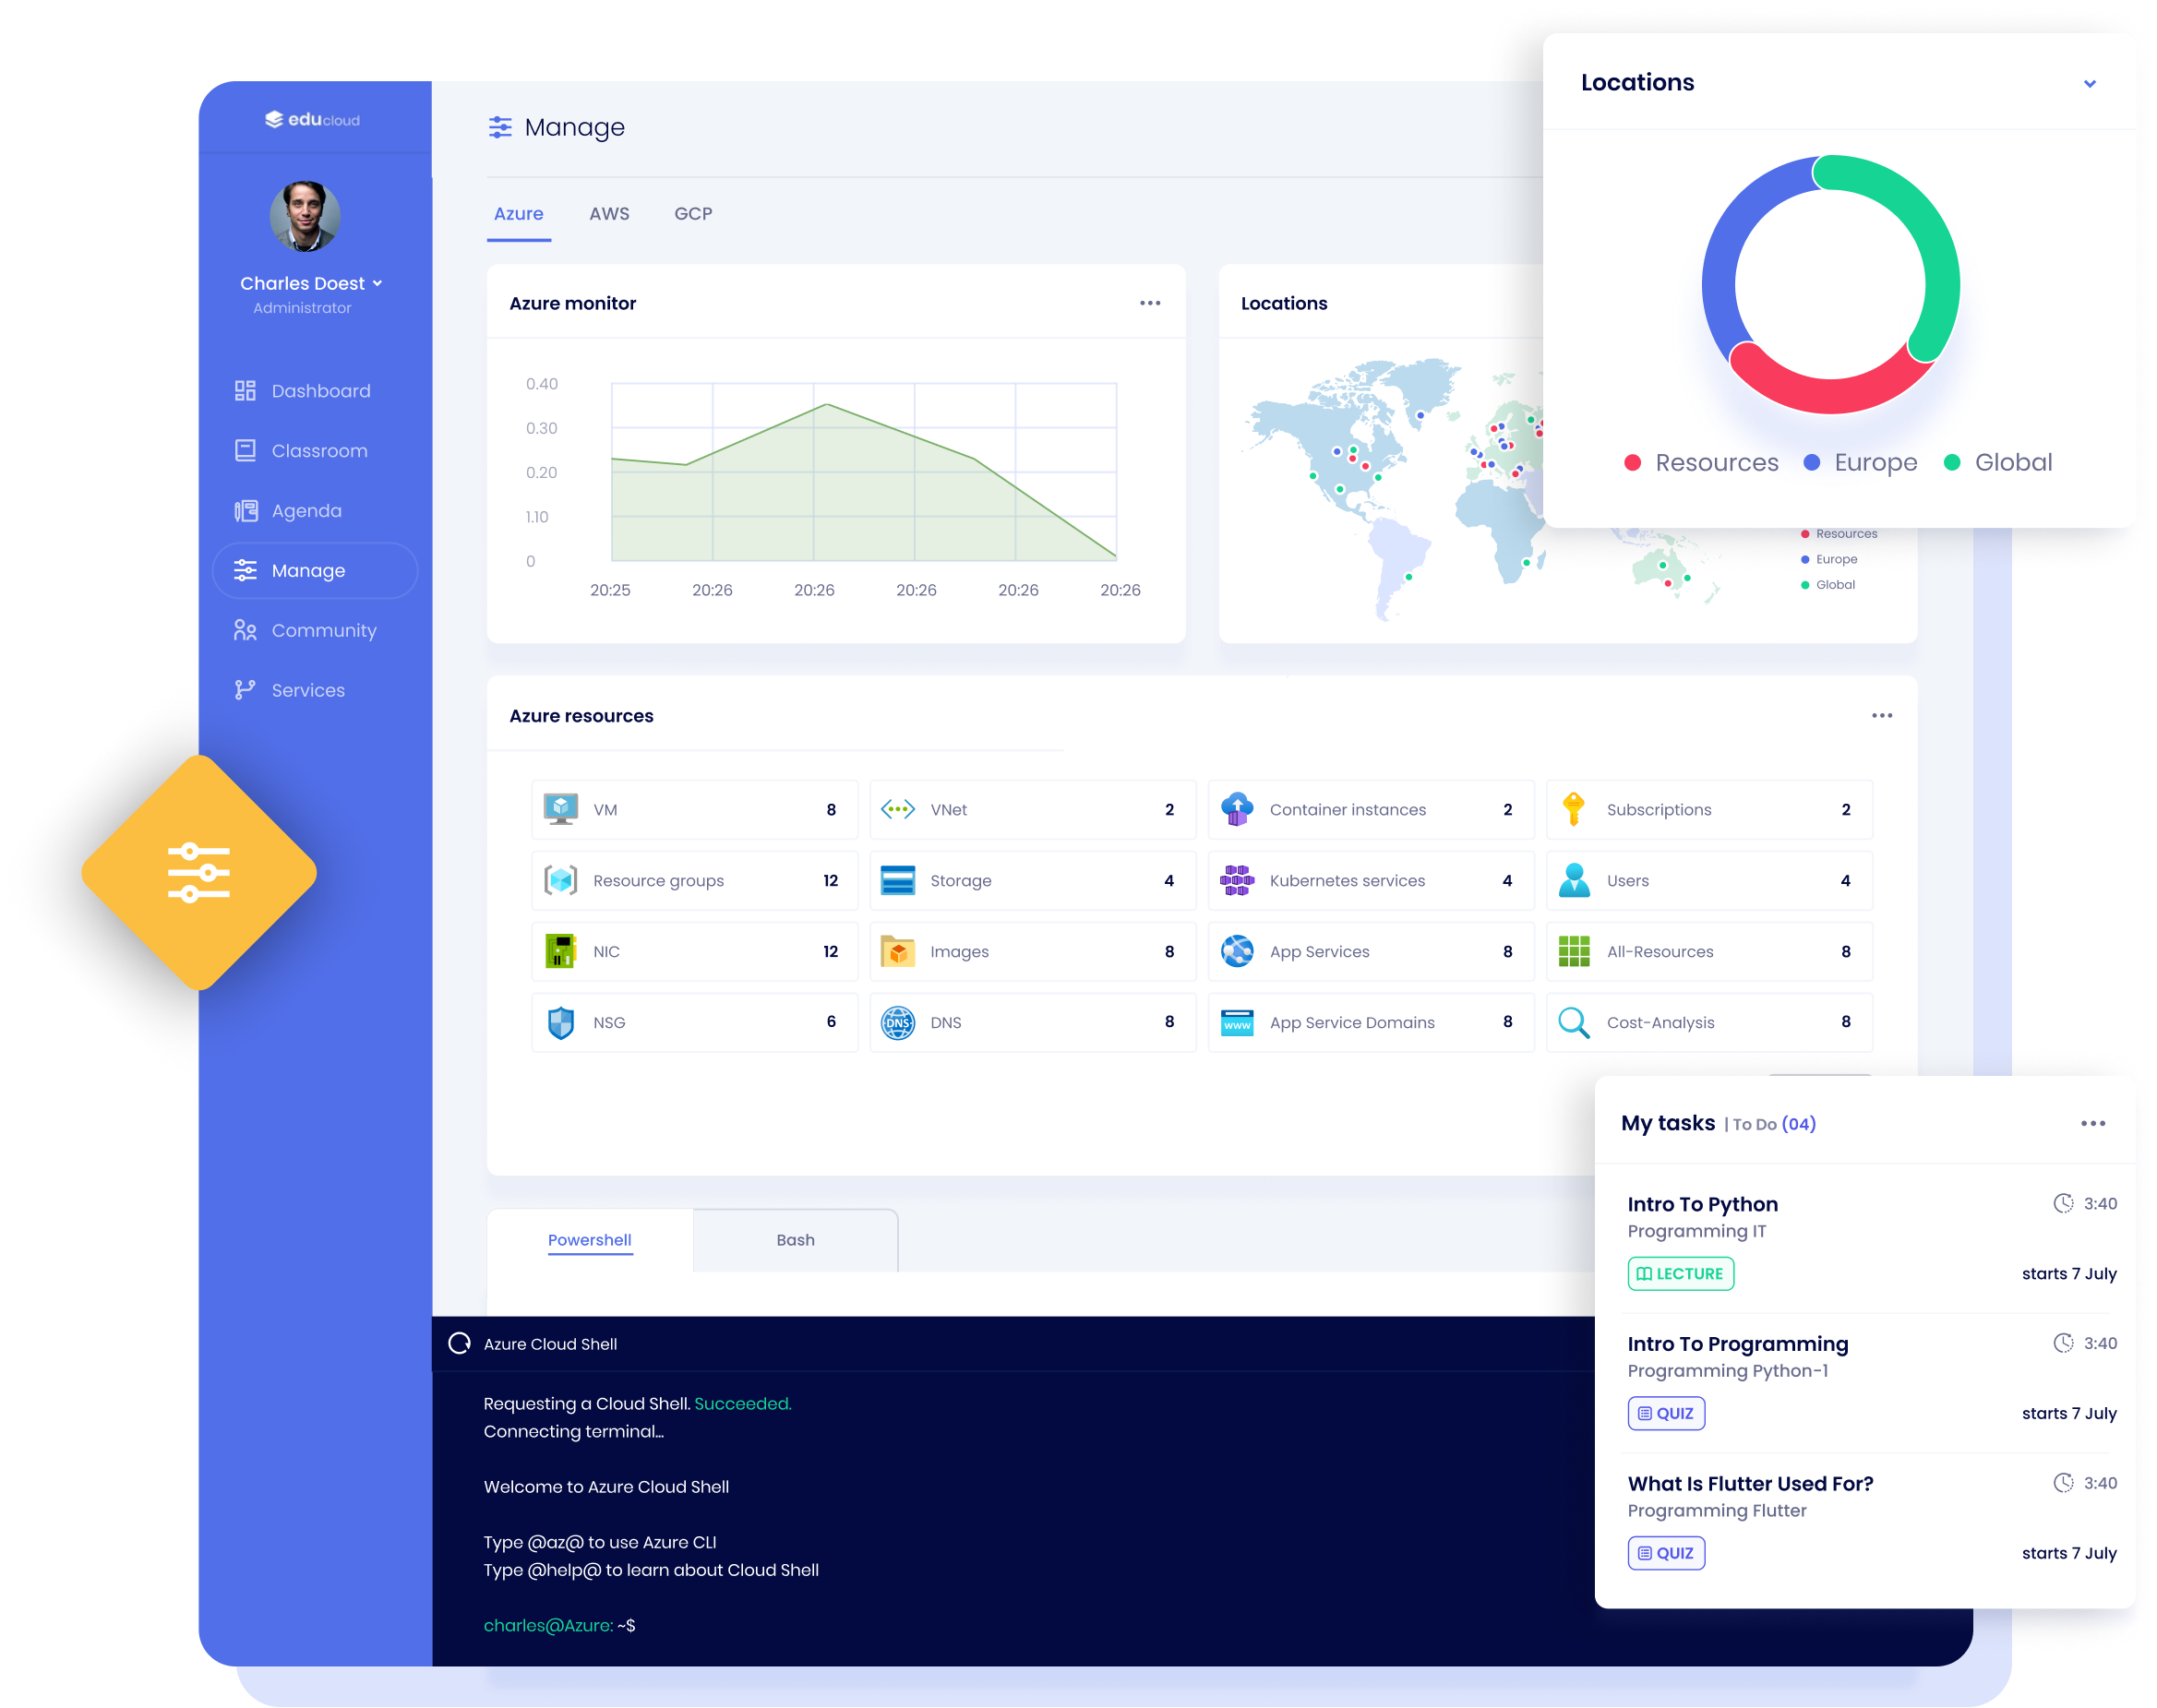 educloud
Charles Doest
Administrator
Dashboard
Classroom
Agenda
Manage
Community
Services
Manage
Azure AWS GCP
Azure monitor
0.40
0.30
0.20
1.10
0
20:25 20:26 20:26 20:26 20:26 20:26
Locations
Resources
Europe
Global
Locations
Resources Europe Global
Azure resources
VM 8
VNet 2
Container instances 2
Subscriptions 2
Resource groups 12
Storage 4
Kubernetes services 4
Users 4
NIC 12
Images 8
App Services 8
All-Resources 8
NSG 6
DNS DNS 8
www App Service Domains 8
Cost-Analysis 8
Powershell Bash
Azure Cloud Shell
Requesting a Cloud Shell. Succeeded.
Connecting terminal...
Welcome to Azure Cloud Shell
Type @az@ to use Azure CLI
Type @help@ to learn about Cloud Shell
charles@Azure: ~$
My tasks | To Do (04)
Intro To Python 3:40
Programming IT
LECTURE starts 7 July
Intro To Programming 3:40
Programming Python-1
QUIZ starts 7 July
What Is Flutter Used For? 3:40
Programming Flutter
QUIZ starts 7 July